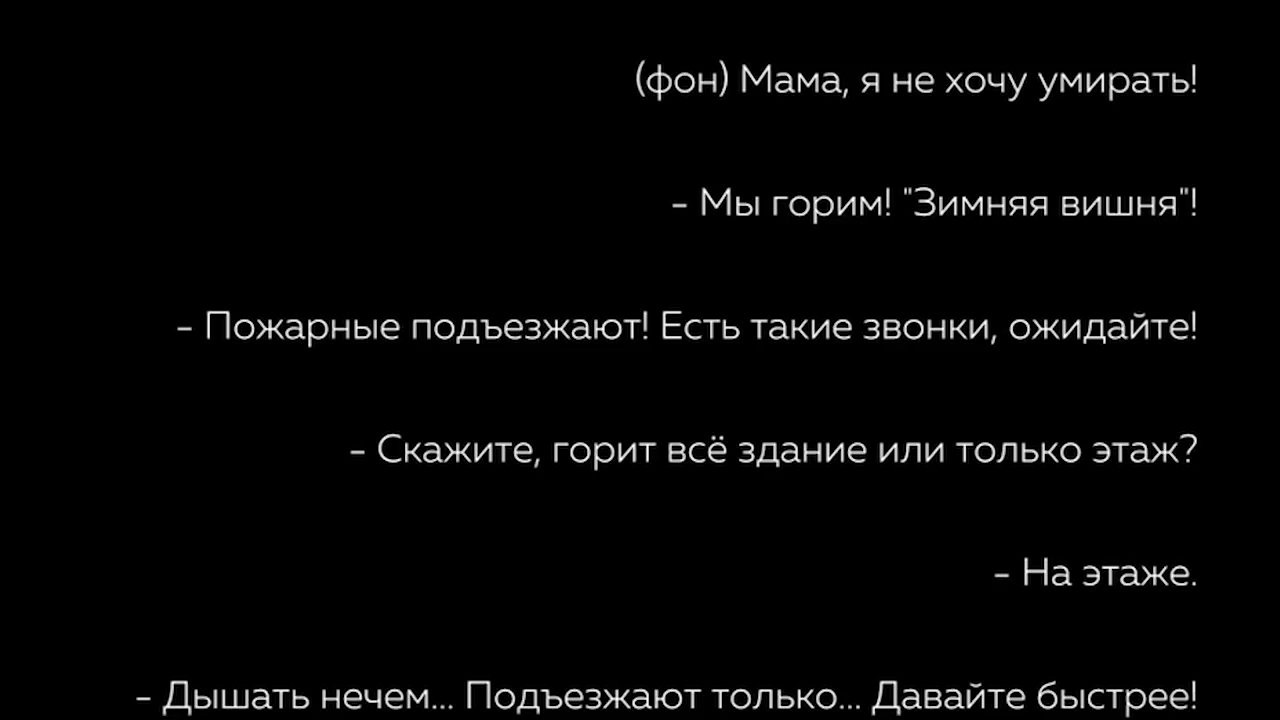 (фон) Мама, я не хочу умирать!
- Мы горим! "Зимняя вишня"!
- Пожарные подъезжают! Есть такие звонки, ожидайте!
- Скажите, горит всё здание или только этаж?
- На этаже.
- Дышать нечем... Подъезжают только... Давайте быстрее!